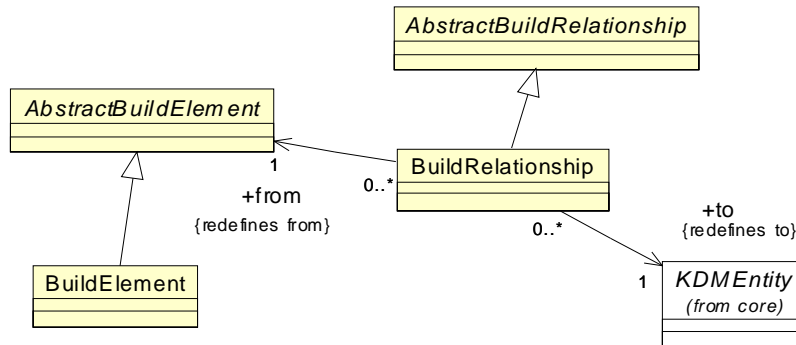 AbstractBuildRelationship
AbstractBuildElement
BuildRelationship
1
0..*
+from
{redefines from}
0..*
+to
{redefines to}
BuildElement
1
KDMEntity
(from core)